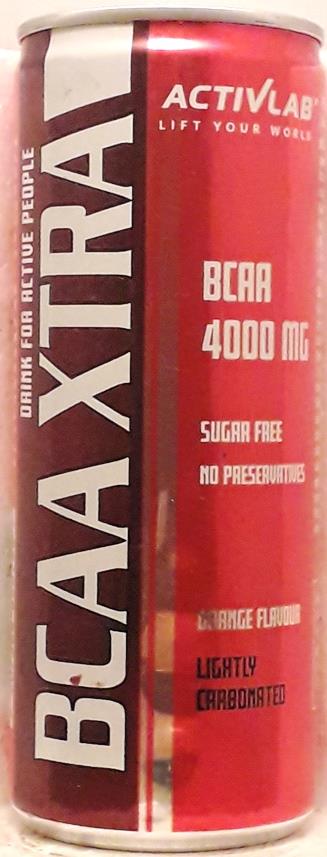 ACTIVLAB
LIFT YOUR WORLD
DRINK FOR ACTIVE PEOPLE
BCAA XTRA
BCAA
4000 MG
SUGAR FREE
NO PRESERVATIVES
ORANGE FLAVOUR
LIGHTLY
CARBONATED